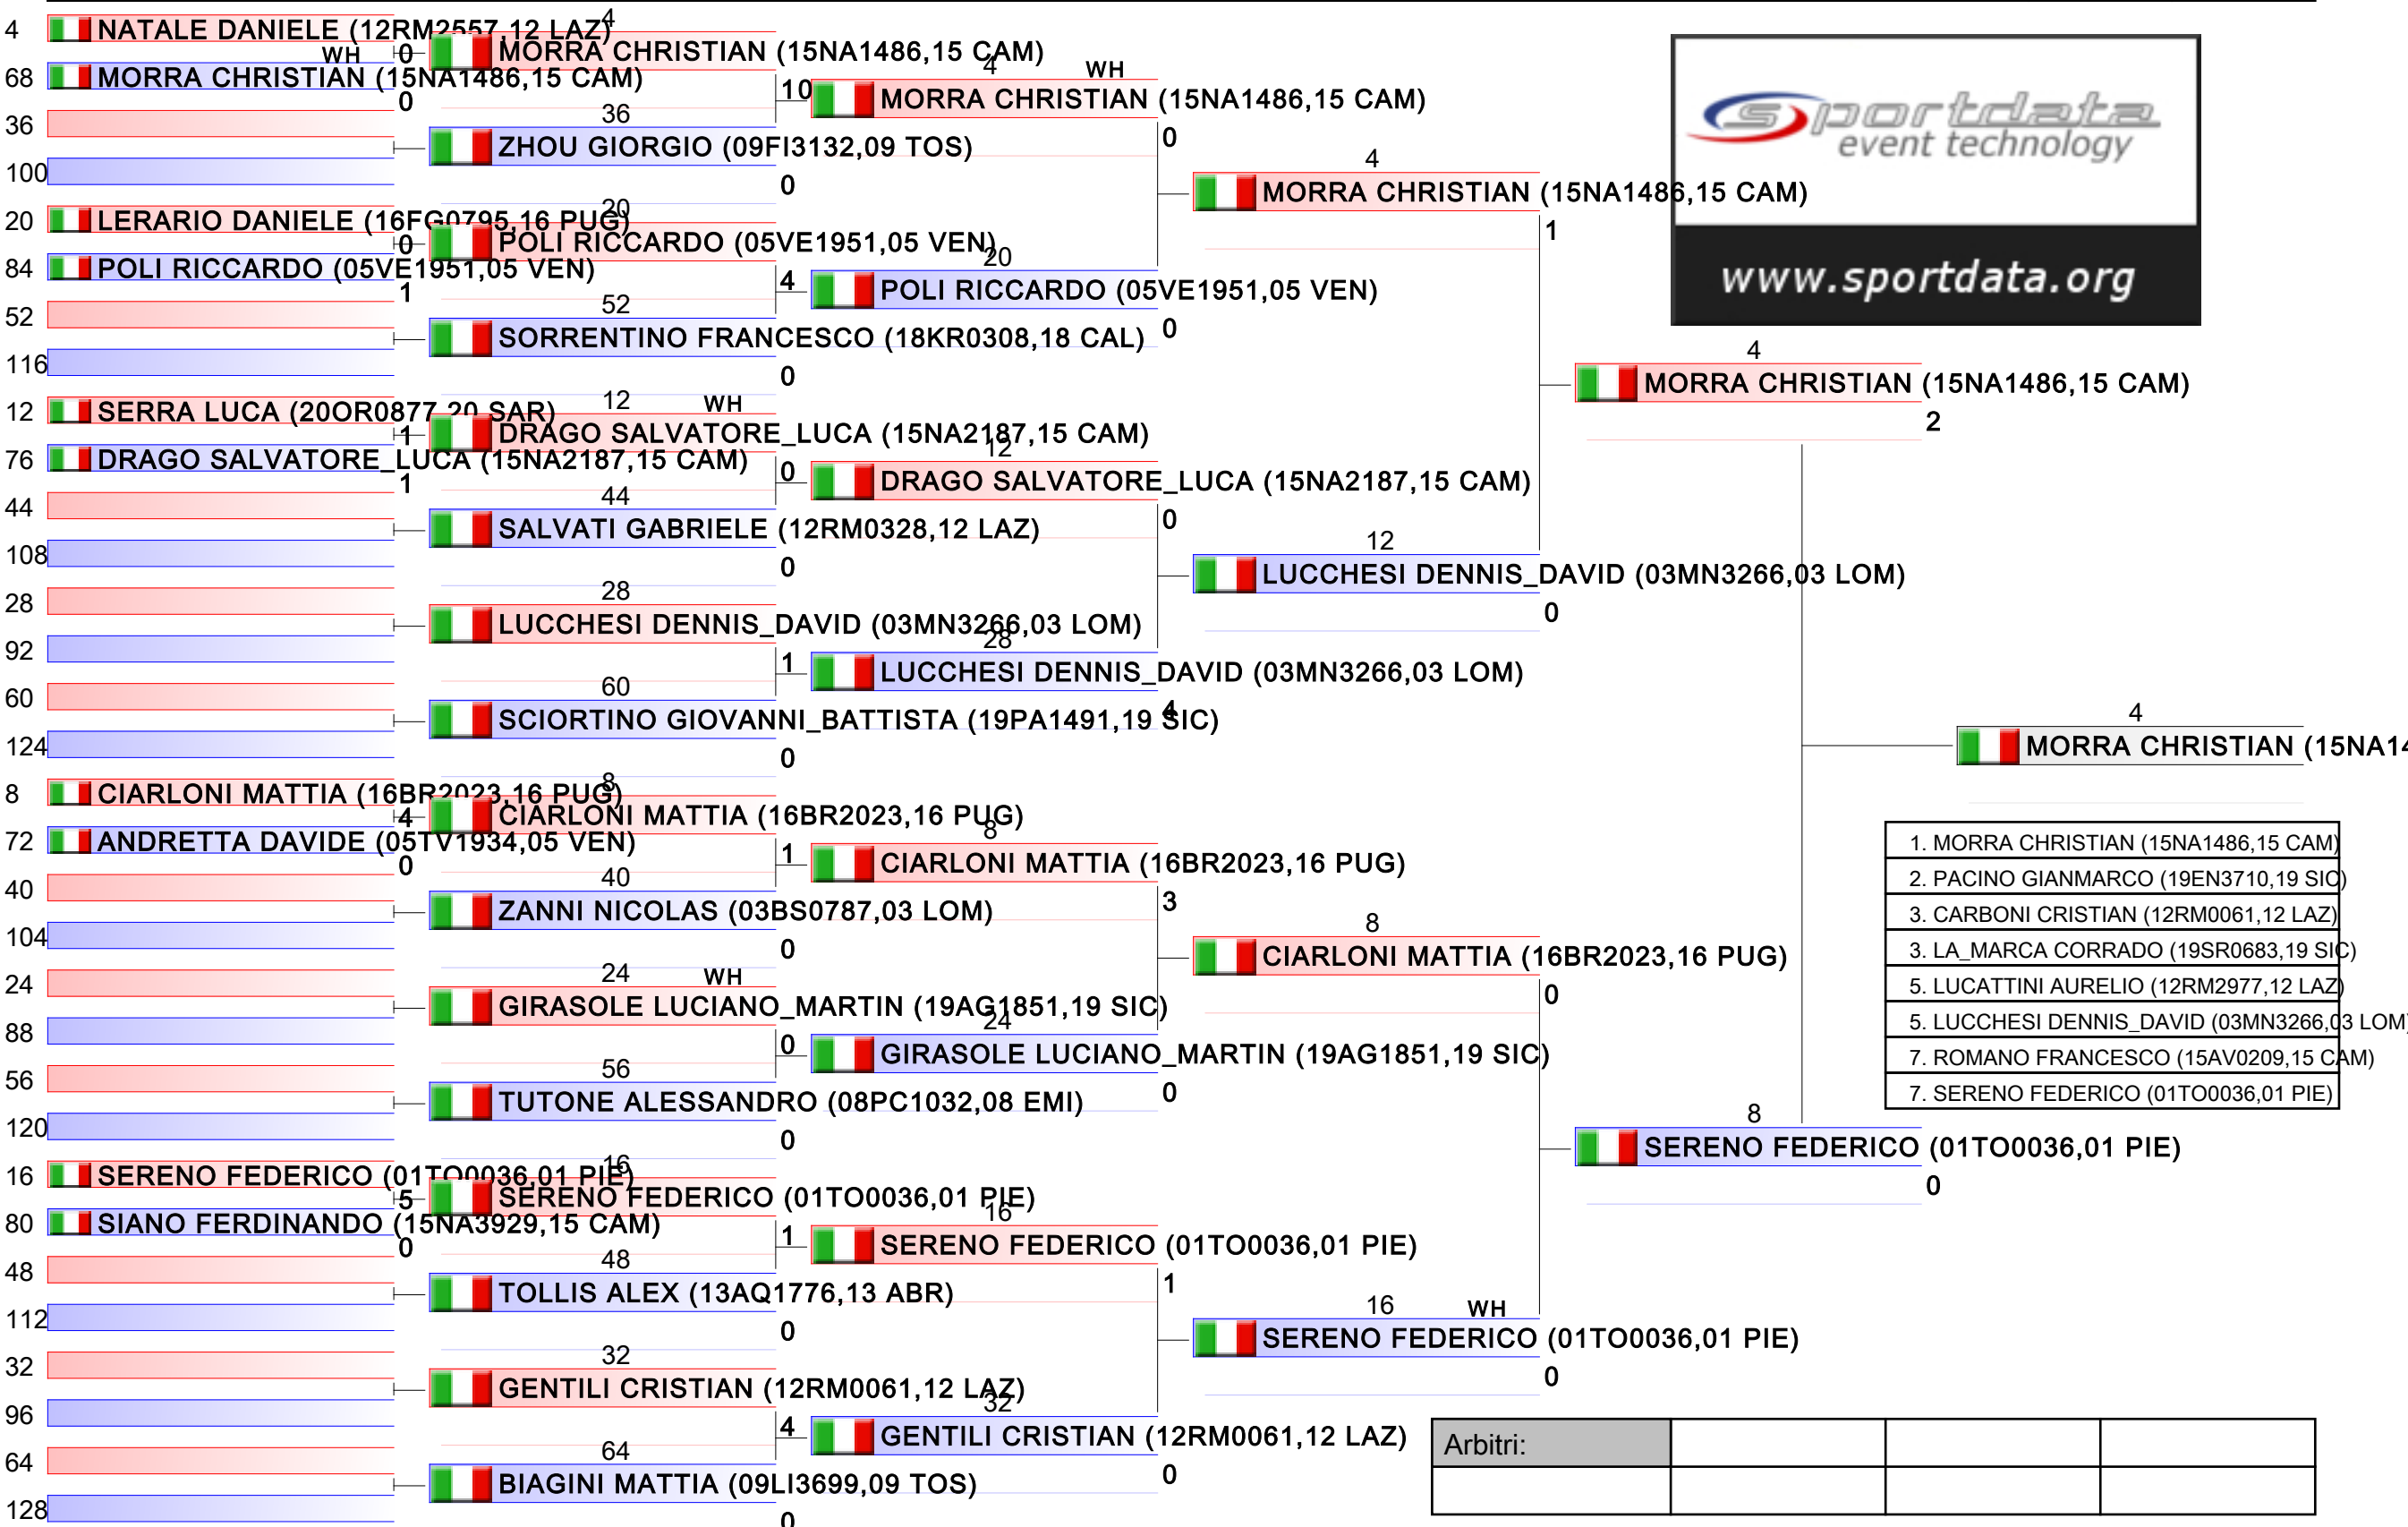 4 NATALE DANIELE (12RM2557,12 LAZ)
WH 0
68 MORRA CHRISTIAN (15NA1486,15 CAM)
0
36
100
20 LERARIO DANIELE (16FG0795,16 PUG)
0
84 POLI RICCARDO (05VE1951,05 VEN)
1
52
116
12 SERRA LUCA (20OR0877,20 SAR)
1
76 DRAGO SALVATORE_LUCA (15NA2187,15 CAM)
1
44
108
28
92
60
124
8 CIARLONI MATTIA (16BR2023,16 PUG)
4
72 ANDRETTA DAVIDE (05TV1934,05 VEN)
0
40
104
24
88
56
120
16 SERENO FEDERICO (01TO0036,01 PIE)
5
80 SIANO FERDINANDO (15NA3929,15 CAM)
0
48
112
32
96
64
128
4
MORRA CHRISTIAN (15NA1486,15 CAM)
10
36
ZHOU GIORGIO (09FI3132,09 TOS)
0
20
POLI RICCARDO (05VE1951,05 VEN)
4
52
SORRENTINO FRANCESCO (18KR0308,18 CAL)
0
12 WH
DRAGO SALVATORE_LUCA (15NA2187,15 CAM)
0
44
SALVATI GABRIELE (12RM0328,12 LAZ)
0
28
LUCCHESI DENNIS_DAVID (03MN3266,03 LOM)
1
60
SCIORTINO GIOVANNI_BATTISTA (19PA1491,19 SIC)
0
8
CIARLONI MATTIA (16BR2023,16 PUG)
1
40
ZANNI NICOLAS (03BS0787,03 LOM)
0
24 WH
GIRASOLE LUCIANO_MARTIN (19AG1851,19 SIC)
0
56
TUTONE ALESSANDRO (08PC1032,08 EMI)
0
16
SERENO FEDERICO (01TO0036,01 PIE)
1
48
TOLLIS ALEX (13AQ1776,13 ABR)
0
32
GENTILI CRISTIAN (12RM0061,12 LAZ)
4
64
BIAGINI MATTIA (09LI3699,09 TOS)
0
4 WH
MORRA CHRISTIAN (15NA1486,15 CAM)
0
20
POLI RICCARDO (05VE1951,05 VEN)
0
12
DRAGO SALVATORE_LUCA (15NA2187,15 CAM)
0
28
LUCCHESI DENNIS_DAVID (03MN3266,03 LOM)
4
8
CIARLONI MATTIA (16BR2023,16 PUG)
3
24
GIRASOLE LUCIANO_MARTIN (19AG1851,19 SIC)
0
16
SERENO FEDERICO (01TO0036,01 PIE)
1
32
GENTILI CRISTIAN (12RM0061,12 LAZ)
0
4
MORRA CHRISTIAN (15NA1486,15 CAM)
1
12
LUCCHESI DENNIS_DAVID (03MN3266,03 LOM)
0
8
CIARLONI MATTIA (16BR2023,16 PUG)
0
16 WH
SERENO FEDERICO (01TO0036,01 PIE)
0
sportdata
event technology
www.sportdata.org
4
MORRA CHRISTIAN (15NA1486,15 CAM)
2
8
SERENO FEDERICO (01TO0036,01 PIE)
0
4
MORRA CHRISTIAN (15NA14
1. MORRA CHRISTIAN (15NA1486,15 CAM)
2. PACINO GIANMARCO (19EN3710,19 SIC)
3. CARBONI CRISTIAN (12RM0061,12 LAZ)
3. LA_MARCA CORRADO (19SR0683,19 SIC)
5. LUCATTINI AURELIO (12RM2977,12 LAZ)
5. LUCCHESI DENNIS_DAVID (03MN3266,03 LOM)
7. ROMANO FRANCESCO (15AV0209,15 CAM)
7. SERENO FEDERICO (01TO0036,01 PIE)
Arbitri: